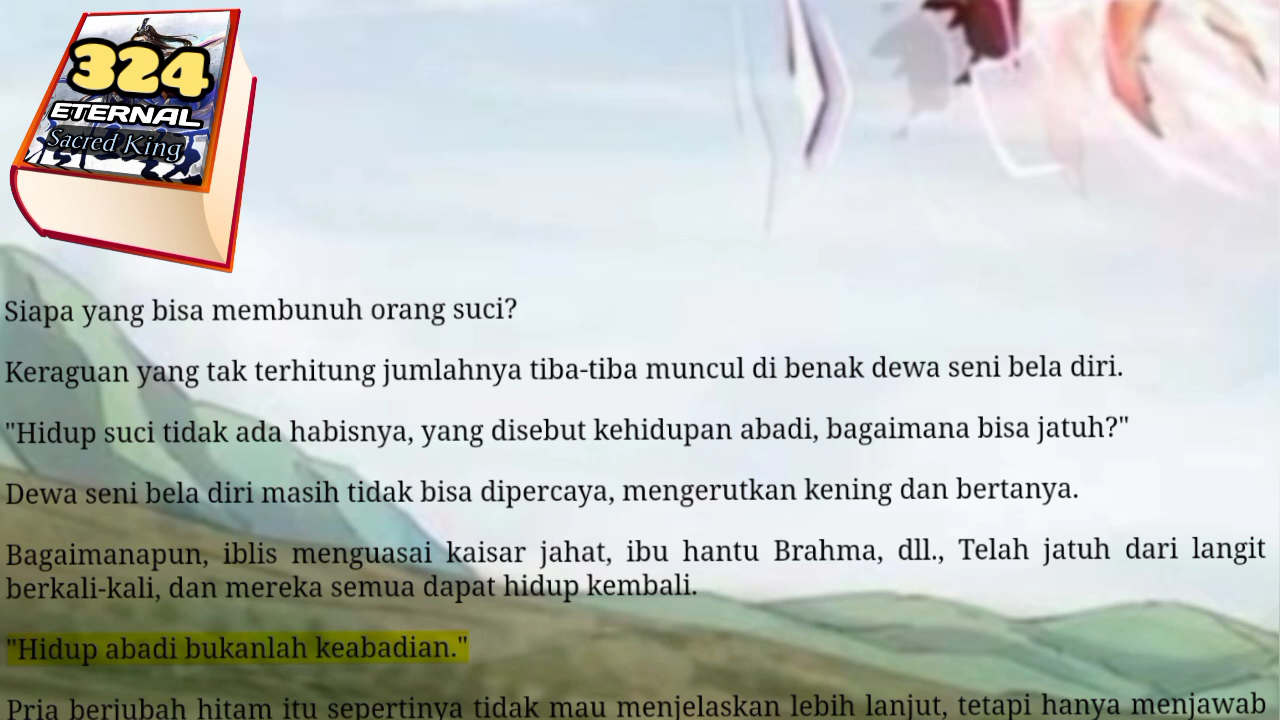 324
ETERNAL
Sacred King
Siapa yang bisa membunuh orang suci?
Keraguan yang tak terhitung jumlahnya tiba-tiba muncul di benak dewa seni bela diri.
"Hidup suci tidak ada habisnya, yang disebut kehidupan abadi, bagaimana bisa jatuh?"
Dewa seni bela diri masih tidak bisa dipercaya, mengerutkan kening dan bertanya.
Bagaimanapun, iblis menguasai kaisar jahat, ibu hantu Brahma, dll., Telah jatuh dari langit
berkali-kali, dan mereka semua dapat hidup kembali.
"Hidup abadi bukanlah keabadian."
Pria berjubah hitam itu sepertinya tidak mau menjelaskan lebih lanjut, tetapi hanya menjawab